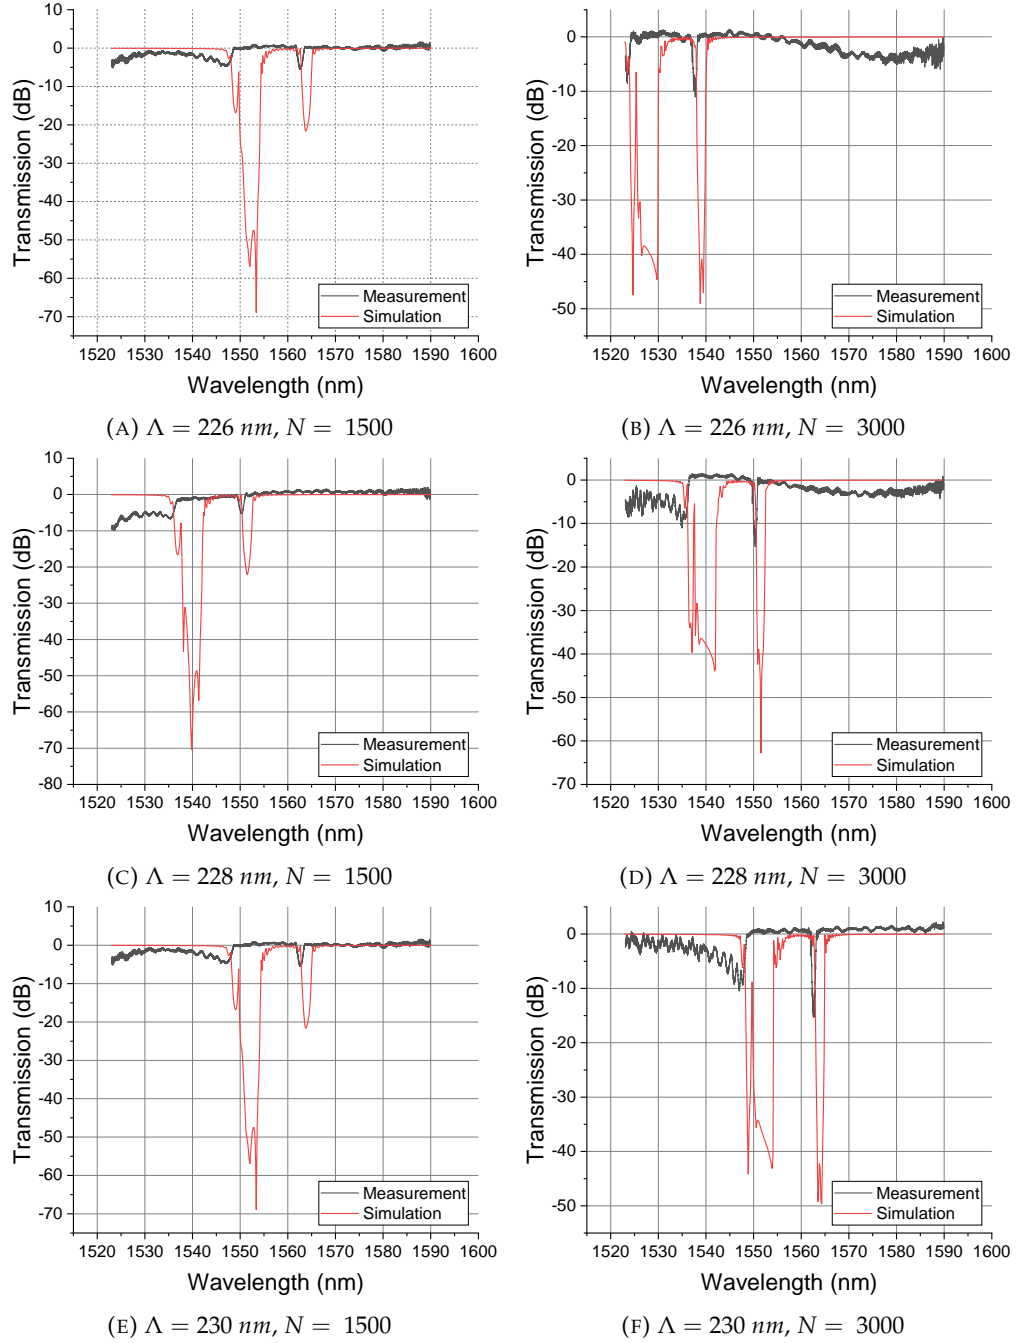 10
0
-10
-20
-30
-40
-50
-60
-70
Transmission (dB)
Measurement
Simulation
1520 1530 1540 1550 1560 1570 1580 1590 1600
Wavelength (nm)
(A) Λ = 226 nm, N = 1500
0
-10
-20
-30
-40
-50
Transmission (dB)
Measurement
Simulation
1520 1530 1540 1550 1560 1570 1580 1590 1600
Wavelength (nm)
(B) Λ = 226 nm, N = 3000
10
0
-10
-20
-30
-40
-50
-60
-70
-80
Transmission (dB)
Measurement
Simulation
1520 1530 1540 1550 1560 1570 1580 1590 1600
Wavelength (nm)
(C) Λ = 228 nm, N = 1500
10
0
-10
-20
-30
-40
-50
-60
-70
Transmission (dB)
Measurement
Simulation
1520 1530 1540 1550 1560 1570 1580 1590 1600
Wavelength (nm)
(D) Λ = 228 nm, N = 3000
10
0
-10
-20
-30
-40
-50
-60
-70
Transmission (dB)
Measurement
Simulation
1520 1530 1540 1550 1560 1570 1580 1590 1600
Wavelength (nm)
(E) Λ = 230 nm, N = 1500
0
-10
-20
-30
-40
-50
Transmission (dB)
Measurement
Simulation
1520 1530 1540 1550 1560 1570 1580 1590 1600
Wavelength (nm)
(F) Λ = 230 nm, N = 3000